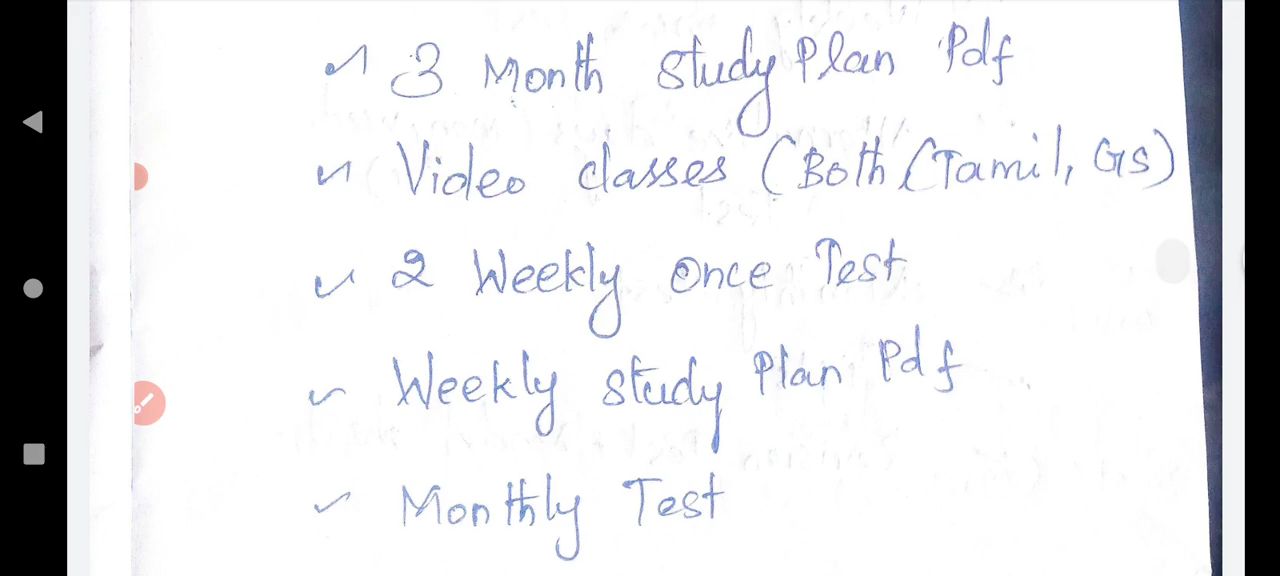 ✓ 3 Month Study Plan Pdf
✓ Video classes (Both (Tamil, GS)
✓ 2 Weekly Once Test
✓ Weekly Study Plan Pdf
✓ Monthly Test